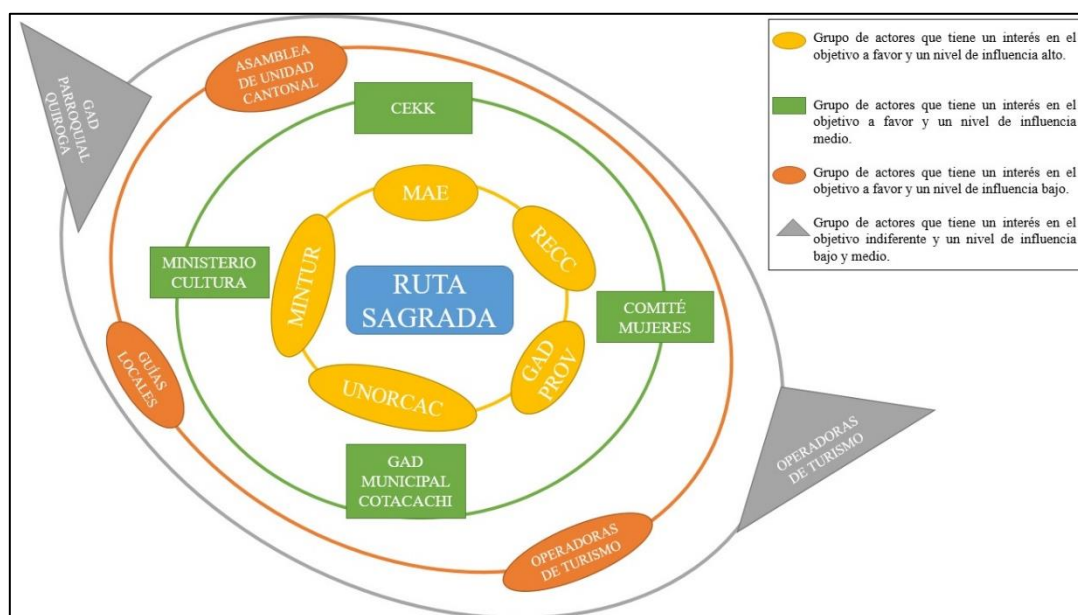 GAD
PARROQUIAL
QUIROGA
ASAMBLEA
DE UNIDAD
CANTONAL
CEKK
MAE
RECC
MINISTERIO
CULTURA
MINTUR
RUTA
SAGRADA
COMITÉ
MUJERES
GAD
PROV
GUÍAS
LOCALES
UNORCAC
GAD
MUNICIPAL
COTACACHI
OPERADORAS
DE TURISMO
OPERADORAS
DE TURISMO
Grupo de actores que tiene un interés en el
objetivo a favor y un nivel de influencia alto.
Grupo de actores que tiene un interés en el
objetivo a favor y un nivel de influencia
medio.
Grupo de actores que tiene un interés en el
objetivo a favor y un nivel de influencia bajo.
Grupo de actores que tiene un interés en el
objetivo indiferente y un nivel de influencia
bajo y medio.